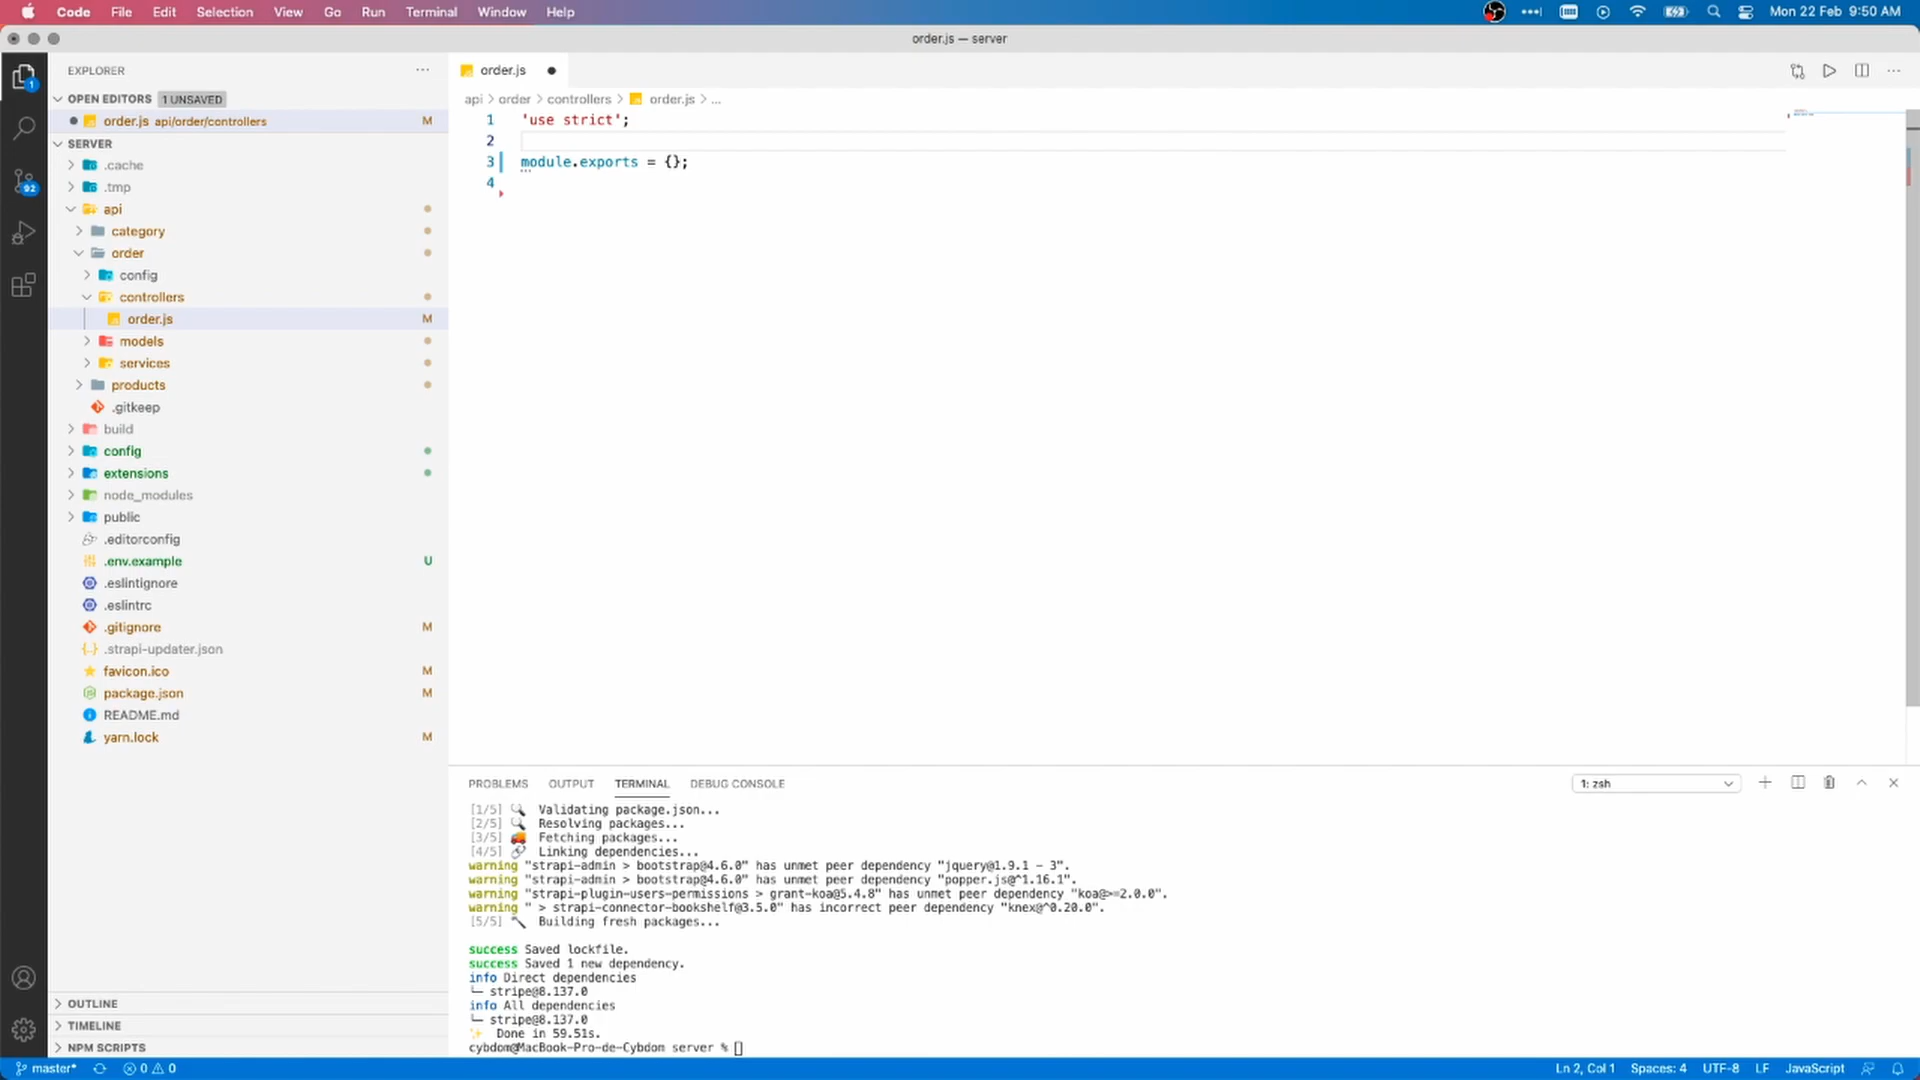 Code File Edit Selection View Go Run Terminal Window Help Mon 22 Feb 9:50 AM
order.js — server
EXPLORER
OPEN EDITORS 1 UNSAVED
order.js api/order/controllers M
SERVER
.cache
.tmp
api
category
order
config
controllers
order.js M
models
services
products
.gitkeep
build
config
extensions
node_modules
public
.editorconfig
.env.example U
.eslintignore
.eslintrc
.gitignore M
.strapi-updater.json
favicon.ico M
package.json M
README.md
yarn.lock M
OUTLINE
TIMELINE
NPM SCRIPTS
1
92
order.js
api > order > controllers > order.js > ...
1 'use strict';
2
3 module.exports = {};
4
PROBLEMS OUTPUT TERMINAL DEBUG CONSOLE 1: zsh
[1/5] Validating package.json...
[2/5] Resolving packages...
[3/5] Fetching packages...
[4/5] Linking dependencies...
warning "strapi-admin > bootstrap@4.6.0" has unmet peer dependency "jquery@1.9.1 - 3".
warning "strapi-admin > bootstrap@4.6.0" has unmet peer dependency "popper.js@^1.16.1".
warning "strapi-plugin-users-permissions > grant-koa@5.4.8" has unmet peer dependency "koa@>=2.0.0".
warning " > strapi-connector-bookshelf@3.5.0" has incorrect peer dependency "knex@^0.20.0".
[5/5] Building fresh packages...
success Saved lockfile.
success Saved 1 new dependency.
info Direct dependencies
└─ stripe@8.137.0
info All dependencies
└─ stripe@8.137.0
Done in 59.51s.
cybdom@MacBook-Pro-de-Cybdom server %
master* 0 0 Ln 2, Col 1 Spaces: 4 UTF-8 LF JavaScript